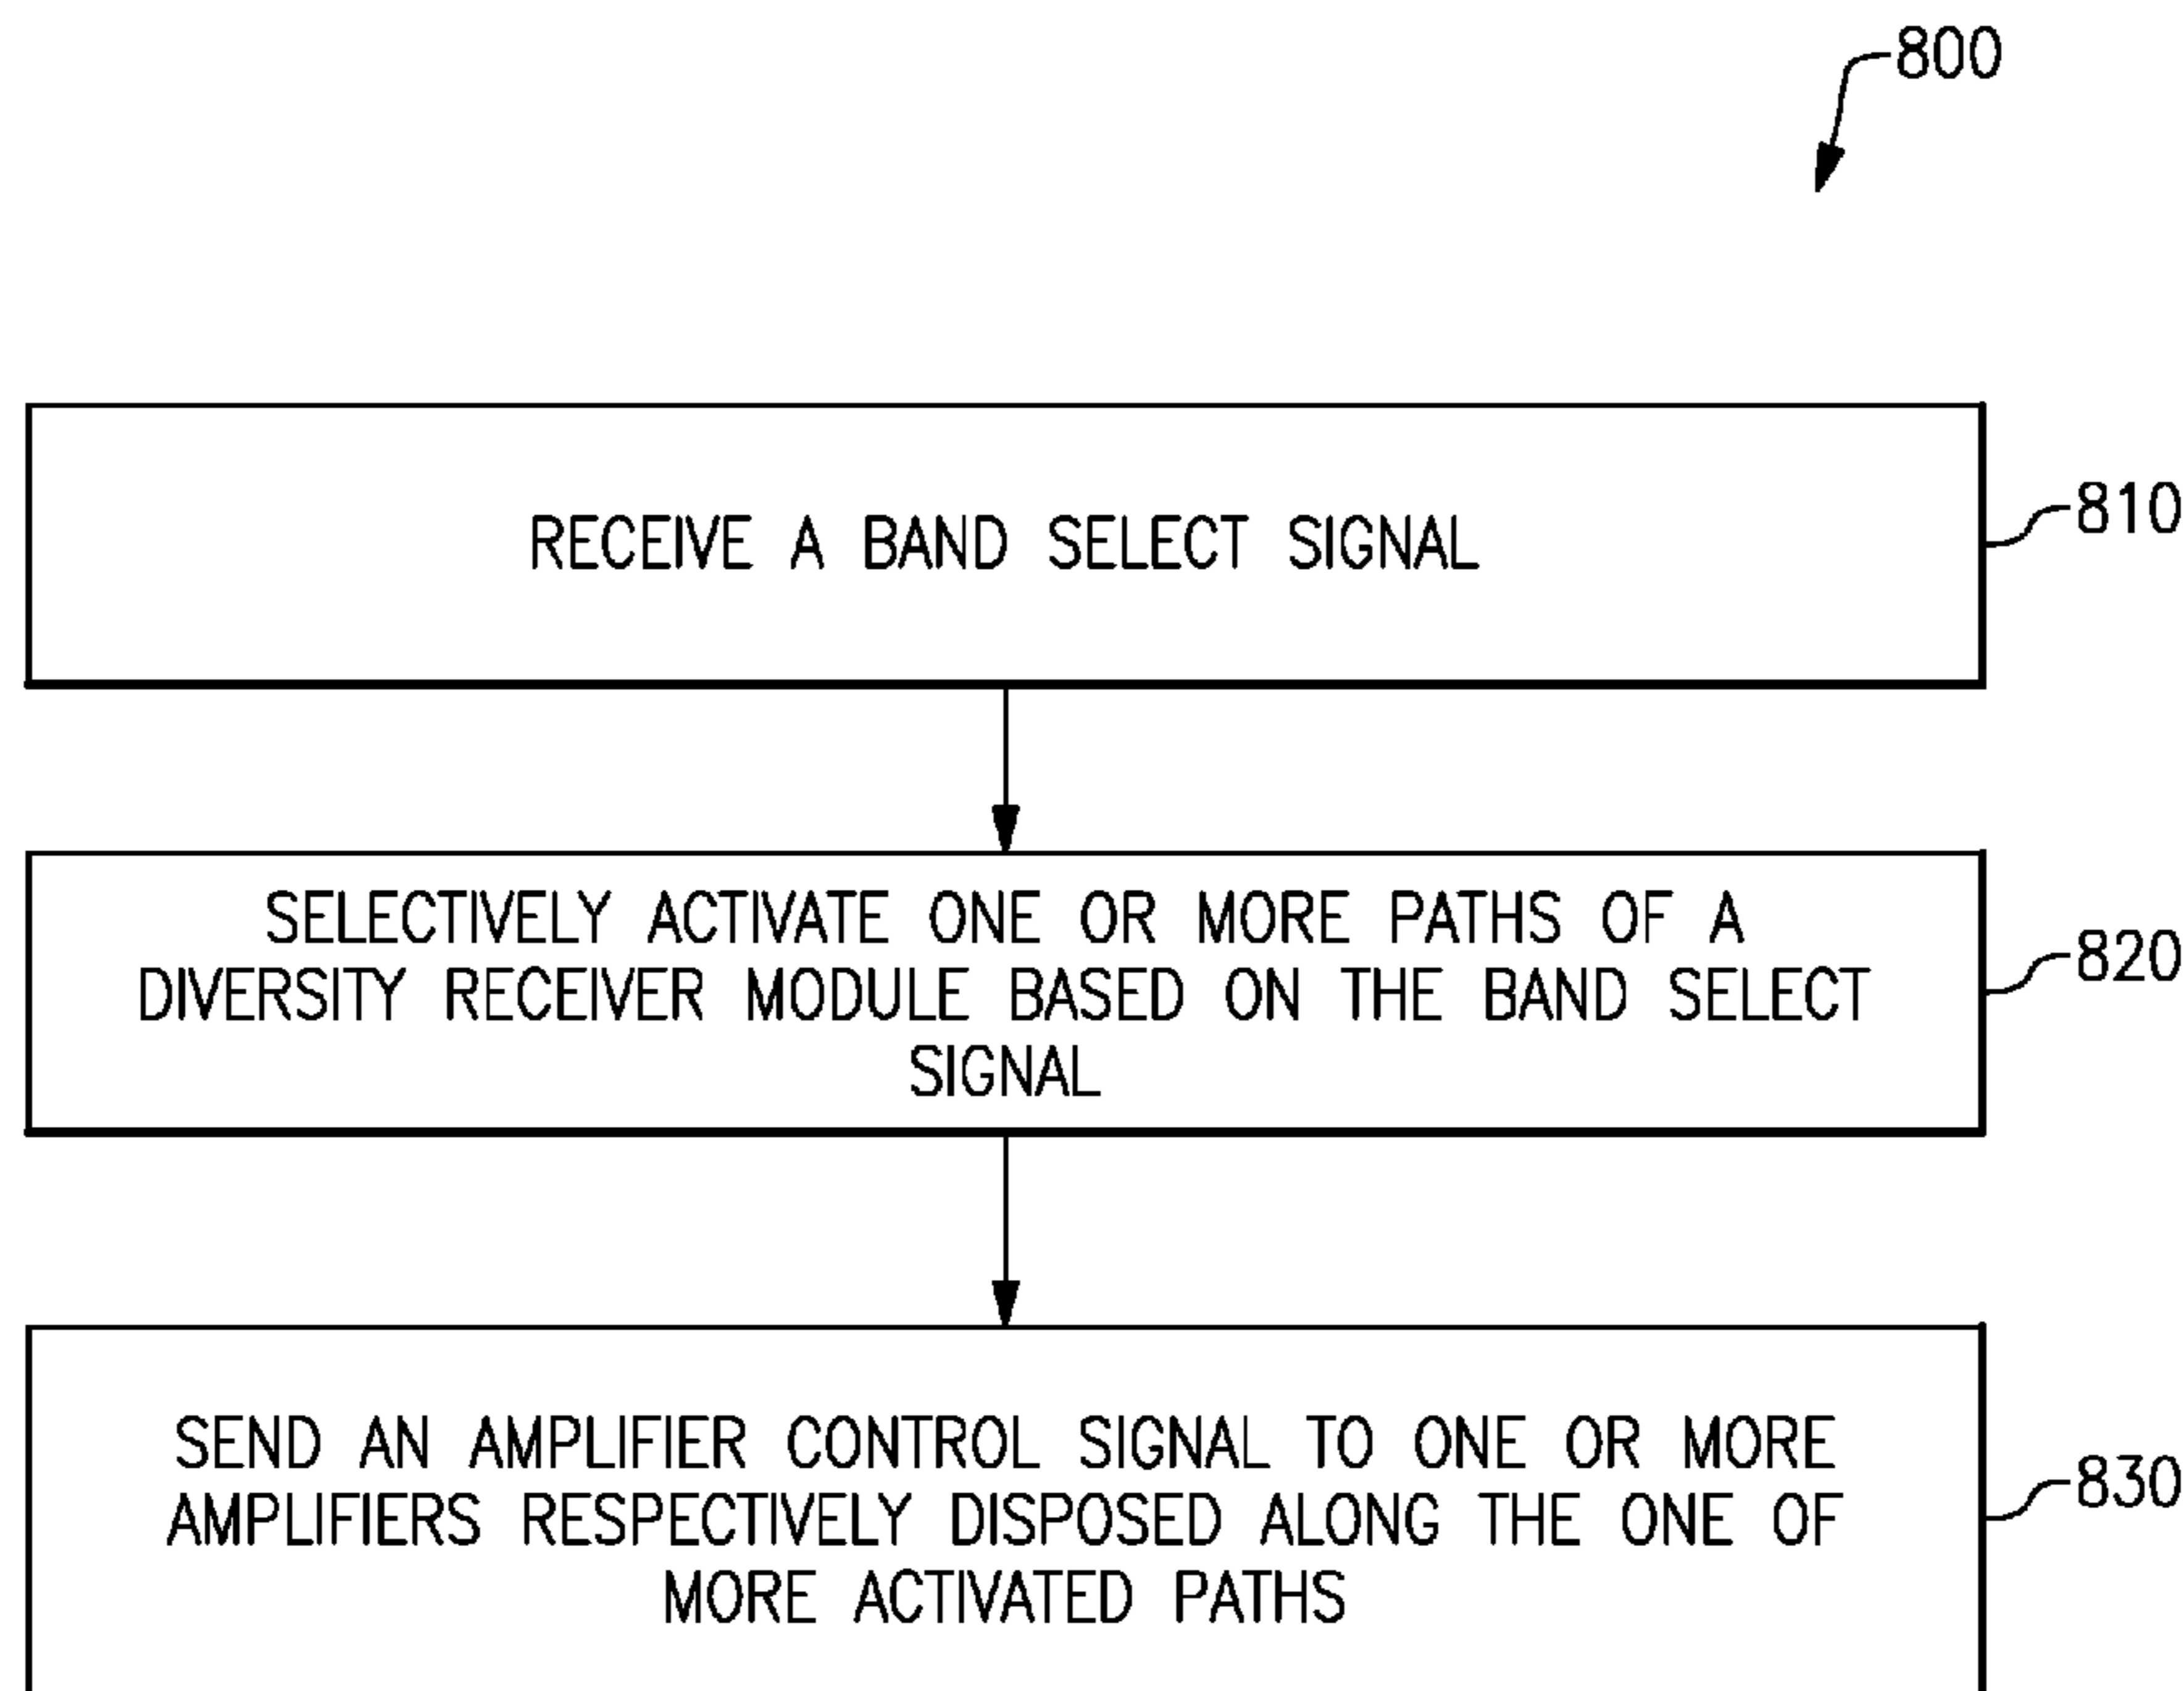 800
RECEIVE A BAND SELECT SIGNAL
810
SELECTIVELY ACTIVATE ONE OR MORE PATHS OF A
DIVERSITY RECEIVER MODULE BASED ON THE BAND SELECT
SIGNAL
820
SEND AN AMPLIFIER CONTROL SIGNAL TO ONE OR MORE
AMPLIFIERS RESPECTIVELY DISPOSED ALONG THE ONE OF
MORE ACTIVATED PATHS
830